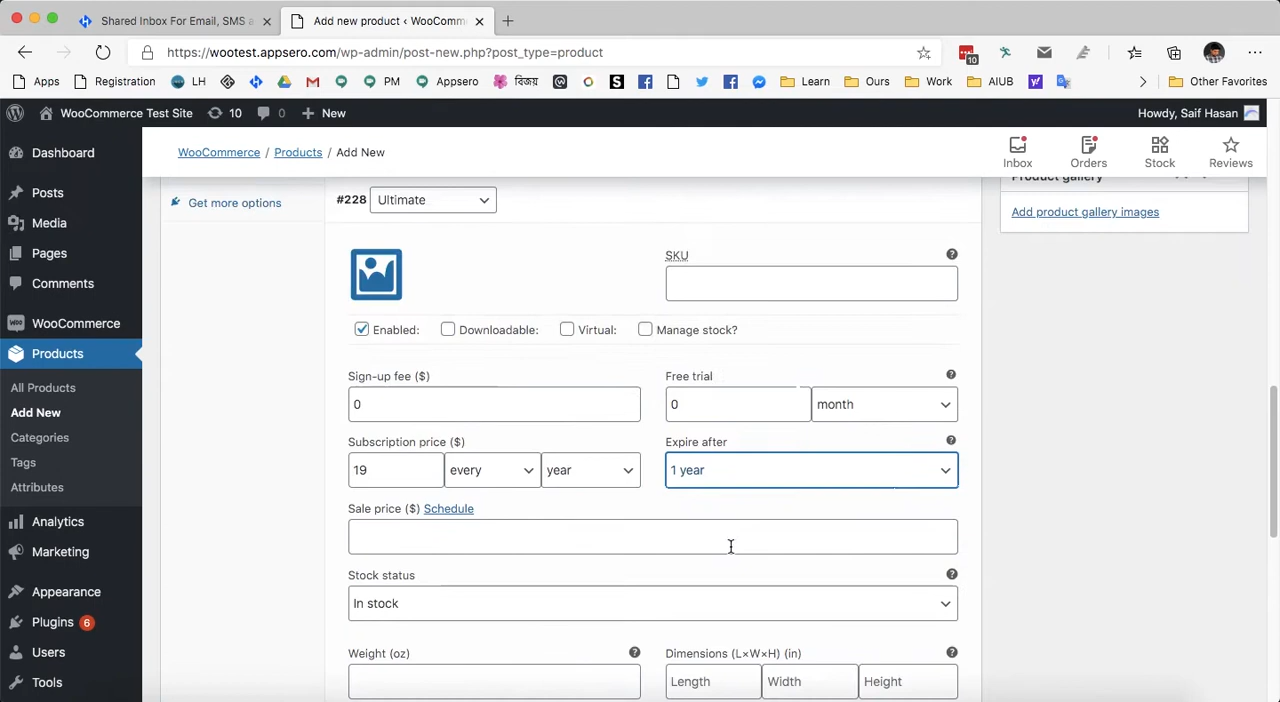 Shared Inbox For Email, SMS
Add new product ‹ WooComm
https://wootest.appsero.com/wp-admin/post-new.php?post_type=product
10
Apps Registration LH PM Appsero বিজয় Learn Ours Work AIUB Other Favorites
WooCommerce Test Site 10 0 New Howdy, Saif Hasan
WooCommerce / Products / Add New
Inbox Orders Stock Reviews
Dashboard
Posts
Media
Pages
Comments
WooCommerce
Products
All Products
Add New
Categories
Tags
Attributes
Analytics
Marketing
Appearance
Plugins 6
Users
Tools
Get more options
#228 Ultimate
SKU
Enabled: Downloadable: Virtual: Manage stock?
Sign-up fee ($) Free trial
0 0 month
Subscription price ($) Expire after
19 every year 1 year
Sale price ($) Schedule
Stock status
In stock
Weight (oz) Dimensions (L×W×H) (in)
Length Width Height
Product gallery
Add product gallery images